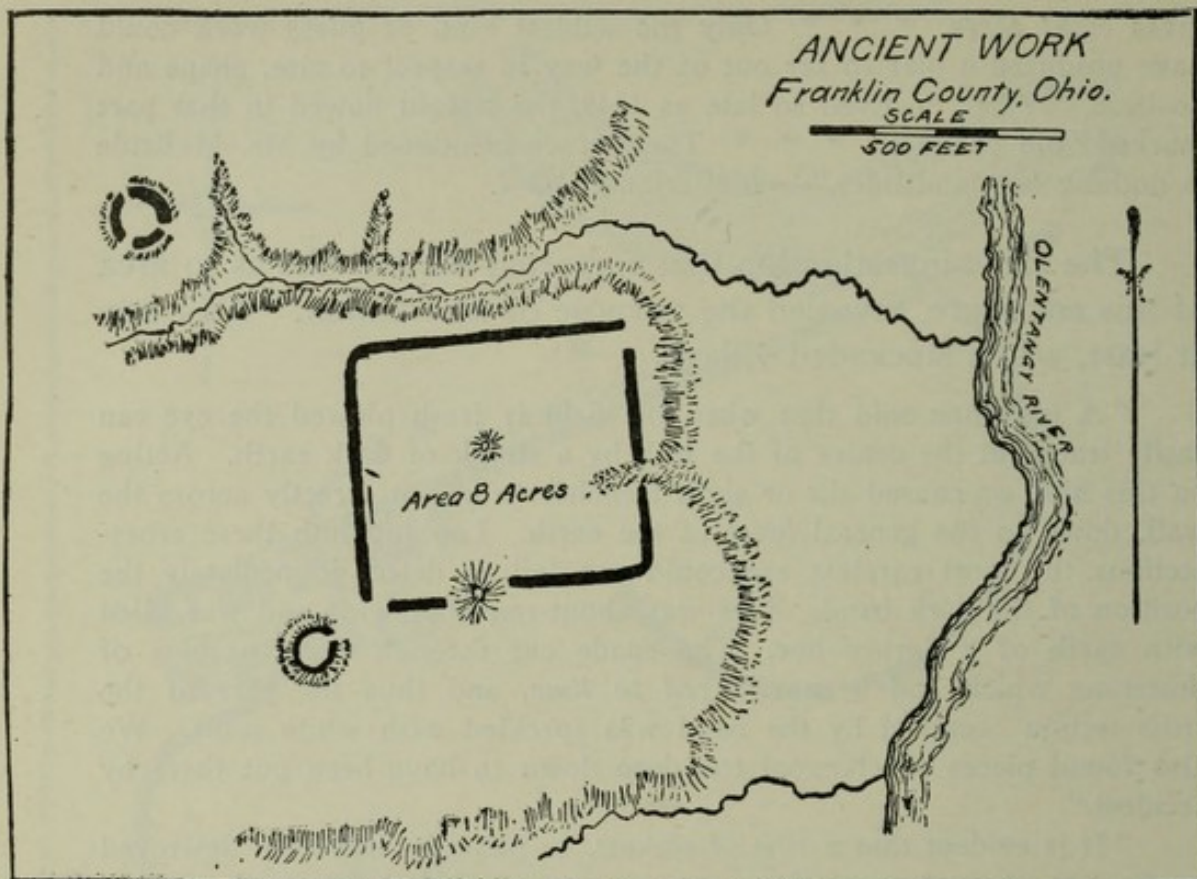 ANCIENT WORK
Franklin County, Ohio.
SCALE
500 FEET
OLENTANGY RIVER
Area 8 Acres